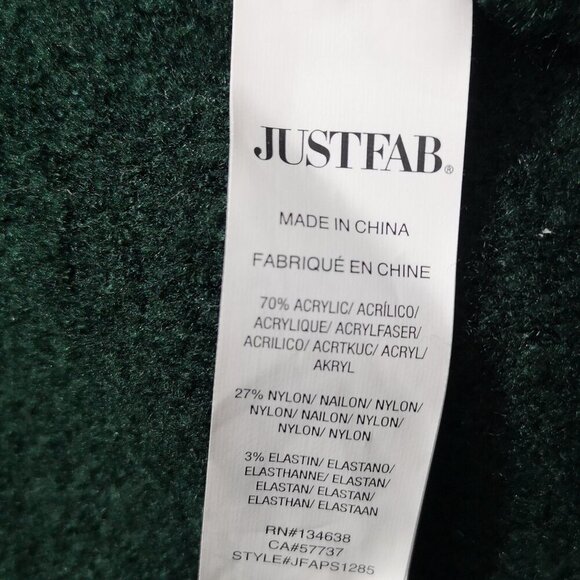 JUSTFAB®
MADE IN CHINA
FABRIQUÉ EN CHINE
70% ACRYLIC/ ACRÍLICO/
ACRYLIQUE/ ACRYLFASER/
ACRILICO/ ACRTKUC/ ACRYL/
AKRYL
27% NYLON/ NAILON/ NYLON/
NYLON/ NAILON/ NYLON/
NYLON/ NYLON
3% ELASTIN/ ELASTANO/
ELASTHANNE/ ELASTAN/
ELASTAN/ ELASTAN/
ELASTHAN/ ELASTAAN
RN#134638
CA#57737
STYLE#JFAPS1285